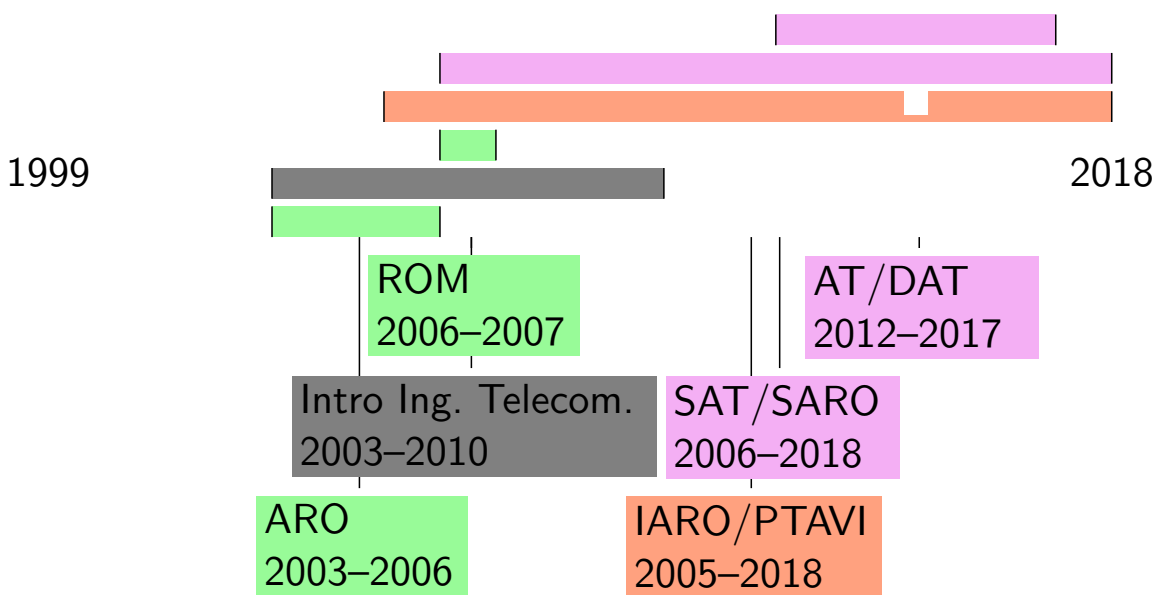 1999
2018
ROM
2006–2007
AT/DAT
2012–2017
Intro Ing. Telecom.
2003–2010
SAT/SARO
2006–2018
ARO
2003–2006
IARO/PTAVI
2005–2018